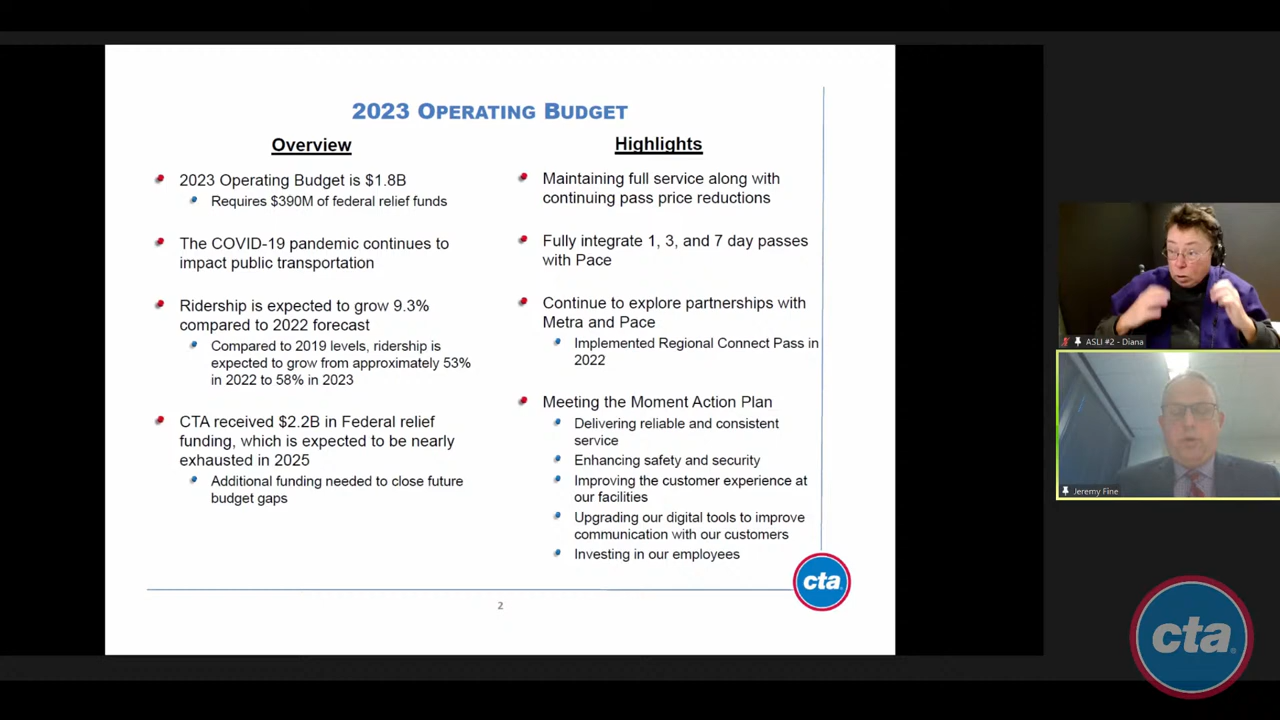 2023 OPERATING BUDGET
Overview
2023 Operating Budget is $1.8B
Requires $390M of federal relief funds
The COVID-19 pandemic continues to
impact public transportation
Ridership is expected to grow 9.3%
compared to 2022 forecast
Compared to 2019 levels, ridership is
expected to grow from approximately 53%
in 2022 to 58% in 2023
CTA received $2.2B in Federal relief
funding, which is expected to be nearly
exhausted in 2025
Additional funding needed to close future
budget gaps
Highlights
Maintaining full service along with
continuing pass price reductions
Fully integrate 1, 3, and 7 day passes
with Pace
Continue to explore partnerships with
Metra and Pace
Implemented Regional Connect Pass in
2022
Meeting the Moment Action Plan
Delivering reliable and consistent
service
Enhancing safety and security
Improving the customer experience at
our facilities
Upgrading our digital tools to improve
communication with our customers
Investing in our employees
cta
2
ASLI #2 - Diana
Jeremy Fine
cta